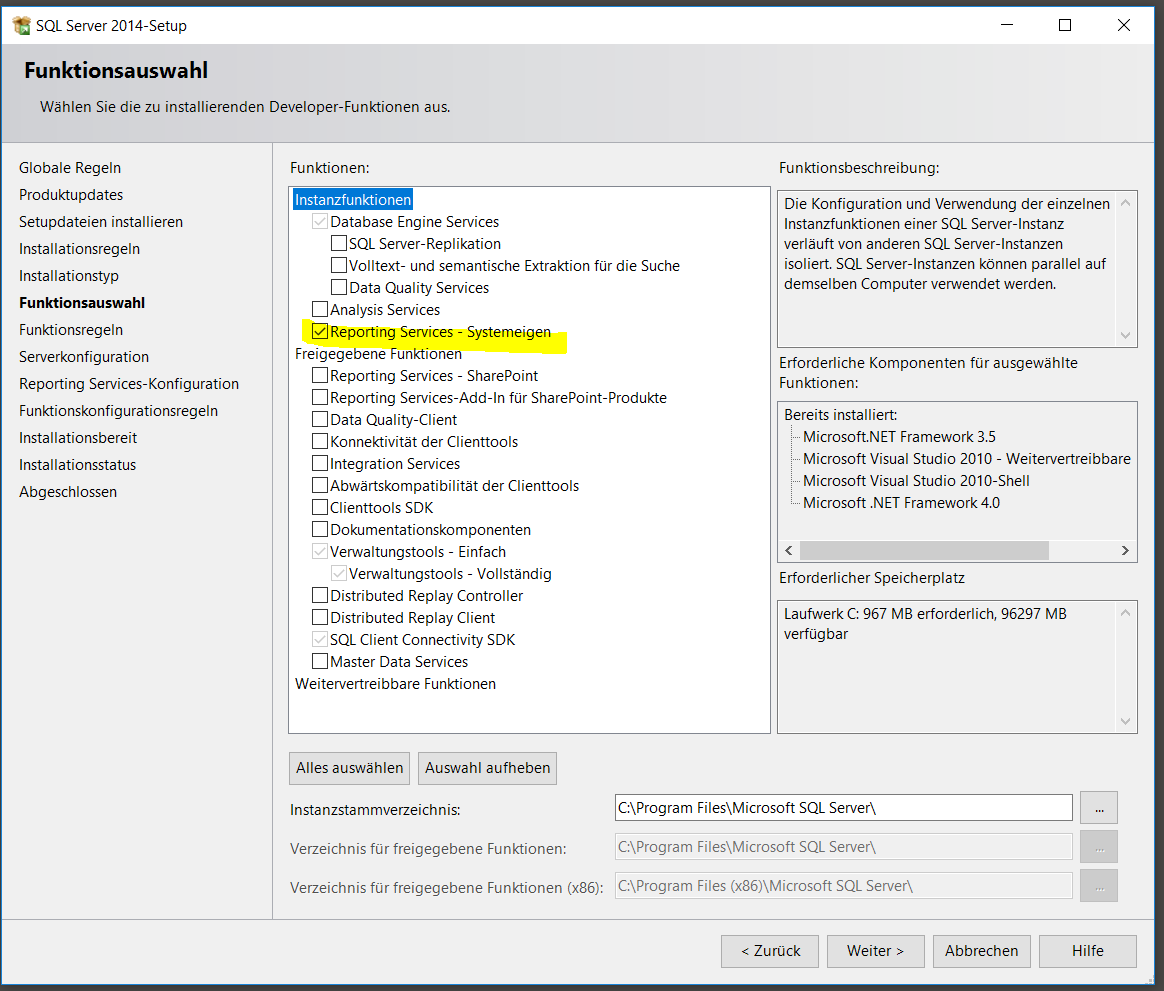 SQL Server 2014-Setup
Funktionsauswahl
Wählen Sie die zu installierenden Developer-Funktionen aus.
Globale Regeln
Produktupdates
Setupdateien installieren
Installationsregeln
Installationstyp
Funktionsauswahl
Funktionsregeln
Serverkonfiguration
Reporting Services-Konfiguration
Funktionskonfigurationsregeln
Installationsbereit
Installationsstatus
Abgeschlossen
Funktionen:
Instanzfunktionen
Database Engine Services
SQL Server-Replikation
Volltext- und semantische Extraktion für die Suche
Data Quality Services
Analysis Services
Reporting Services - Systemeigen
Freigegebene Funktionen
Reporting Services - SharePoint
Reporting Services-Add-In für SharePoint-Produkte
Data Quality-Client
Konnektivität der Clienttools
Integration Services
Abwärtskompatibilität der Clienttools
Clienttools SDK
Dokumentationskomponenten
Verwaltungstools - Einfach
Verwaltungstools - Vollständig
Distributed Replay Controller
Distributed Replay Client
SQL Client Connectivity SDK
Master Data Services
Weitervertreibbare Funktionen
Funktionsbeschreibung:
Die Konfiguration und Verwendung der einzelnen
Instanzfunktionen einer SQL Server-Instanz
verläuft von anderen SQL Server-Instanzen
isoliert. SQL Server-Instanzen können parallel auf
demselben Computer verwendet werden.
Erforderliche Komponenten für ausgewählte
Funktionen:
Bereits installiert:
Microsoft.NET Framework 3.5
Microsoft Visual Studio 2010 - Weitervertreibbare
Microsoft Visual Studio 2010-Shell
Microsoft .NET Framework 4.0
Erforderlicher Speicherplatz
Laufwerk C: 967 MB erforderlich, 96297 MB
verfügbar
Alles auswählen
Auswahl aufheben
Instanzstammverzeichnis:
C:\Program Files\Microsoft SQL Server\
...
Verzeichnis für freigegebene Funktionen:
C:\Program Files\Microsoft SQL Server\
...
Verzeichnis für freigegebene Funktionen (x86):
C:\Program Files (x86)\Microsoft SQL Server\
...
< Zurück
Weiter >
Abbrechen
Hilfe